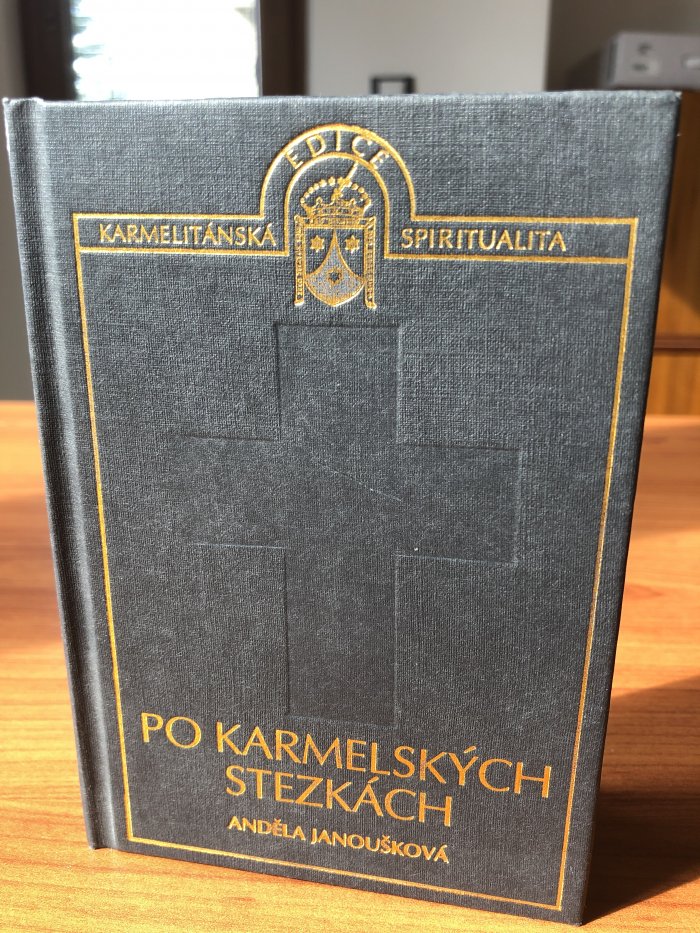 EDICE
KARMELITÁNSKÁ SPIRITUALITA
PO KARMELSKÝCH
STEZKÁCH
ANDĚLA JANOUŠKOVÁ